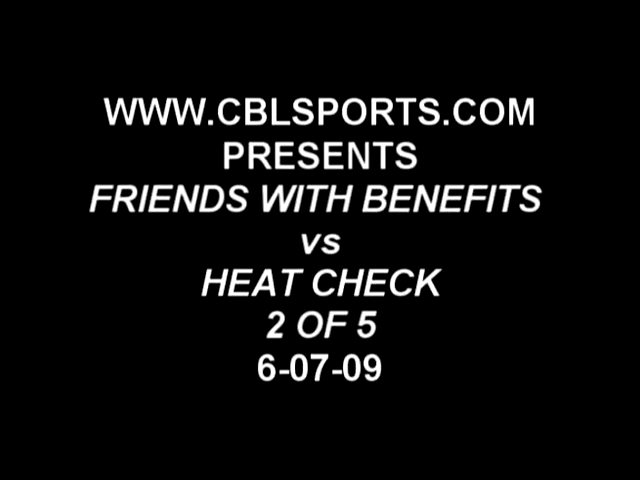 WWW.CBLSPORTS.COM
PRESENTS
FRIENDS WITH BENEFITS
vs
HEAT CHECK
2 OF 5
6-07-09